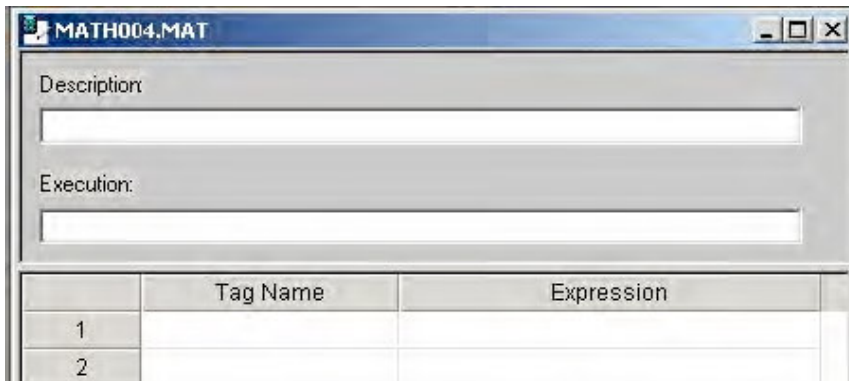 MATH004.MAT
Description:
Execution:
Tag Name Expression
1
2